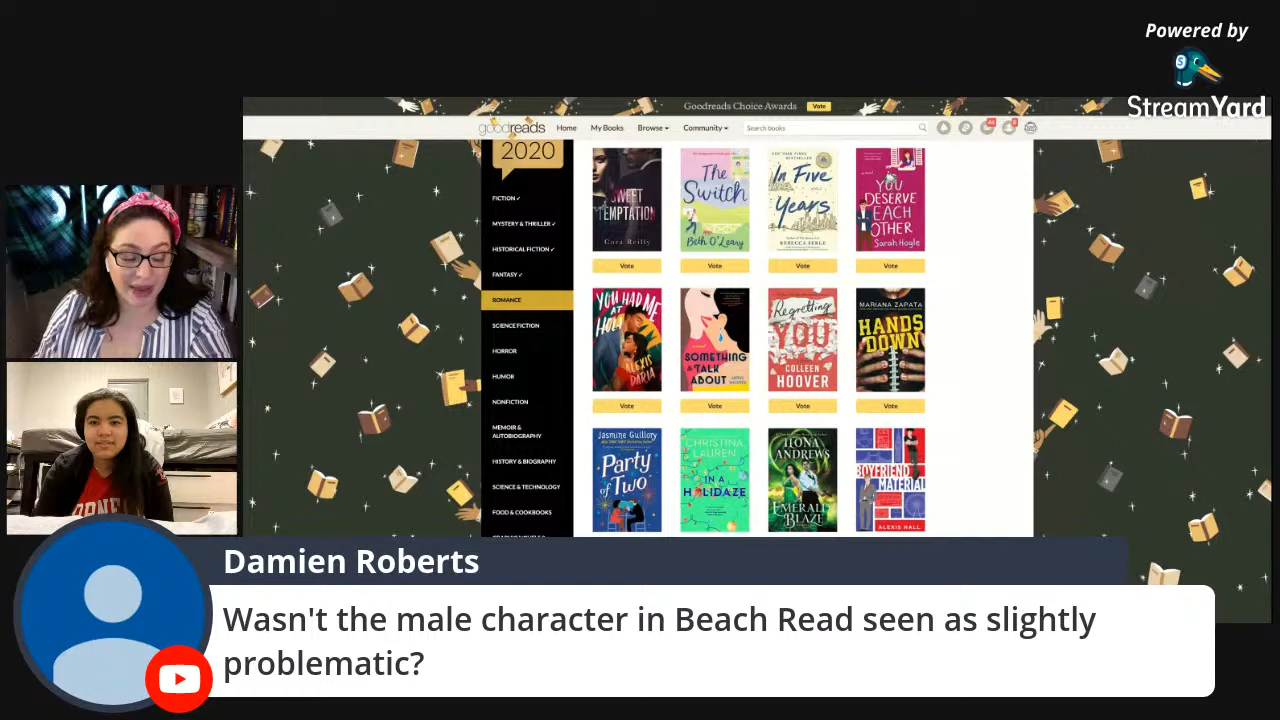 Powered by
StreamYard
Goodreads Choice Awards Vote
goodreads Home My Books Browse Community Search books
2020
FICTION ✓
MYSTERY & THRILLER ✓
HISTORICAL FICTION ✓
FANTASY ✓
ROMANCE
SCIENCE FICTION
HORROR
HUMOR
NONFICTION
MEMOIR &
AUTOBIOGRAPHY
HISTORY & BIOGRAPHY
SCIENCE & TECHNOLOGY
FOOD & COOKBOOKS
SWEET
TEMPTATION
Cora Reilly
The
Switch
Beth O'Leary
In Five
Years
REBECCA SERLE
YOU
DESERVE
EACH
OTHER
Sarah Hogle
Vote
Vote
Vote
Vote
YOU HAD ME
AT
HOLA
ALEXIS
DARIA
SOMETHING
TO TALK
ABOUT
Regretting
YOU
COLLEEN
HOOVER
MARIANA ZAPATA
HANDS
DOWN
Vote
Vote
Vote
Vote
Jasmine Guillory
Party
of Two
CHRISTINA
LAUREN
IN A
HOLIDAZE
ILONA
ANDREWS
EMERALD
BLAZE
BOYFRIEND
MATERIAL
ALEXIS HALL
Damien Roberts
Wasn't the male character in Beach Read seen as slightly
problematic?